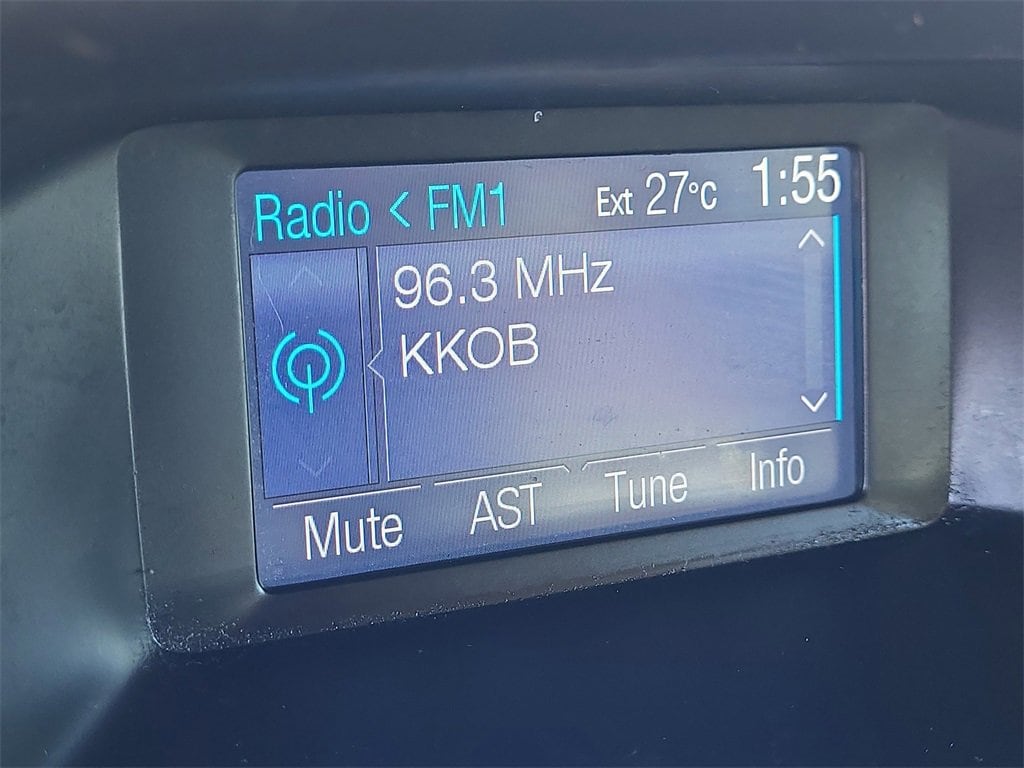 Radio < FM1 Ext 27°C 1:55
96.3 MHz
KKOB
Mute AST Tune Info